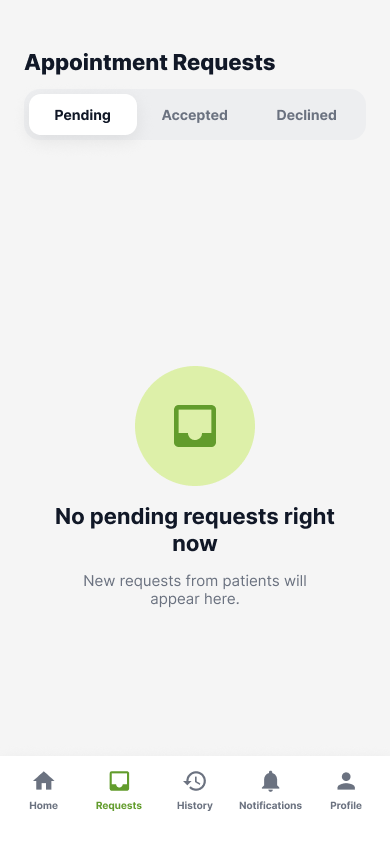 Appointment Requests
Pending Accepted Declined
No pending requests right
now
New requests from patients will
appear here.
Home Requests History Notifications Profile